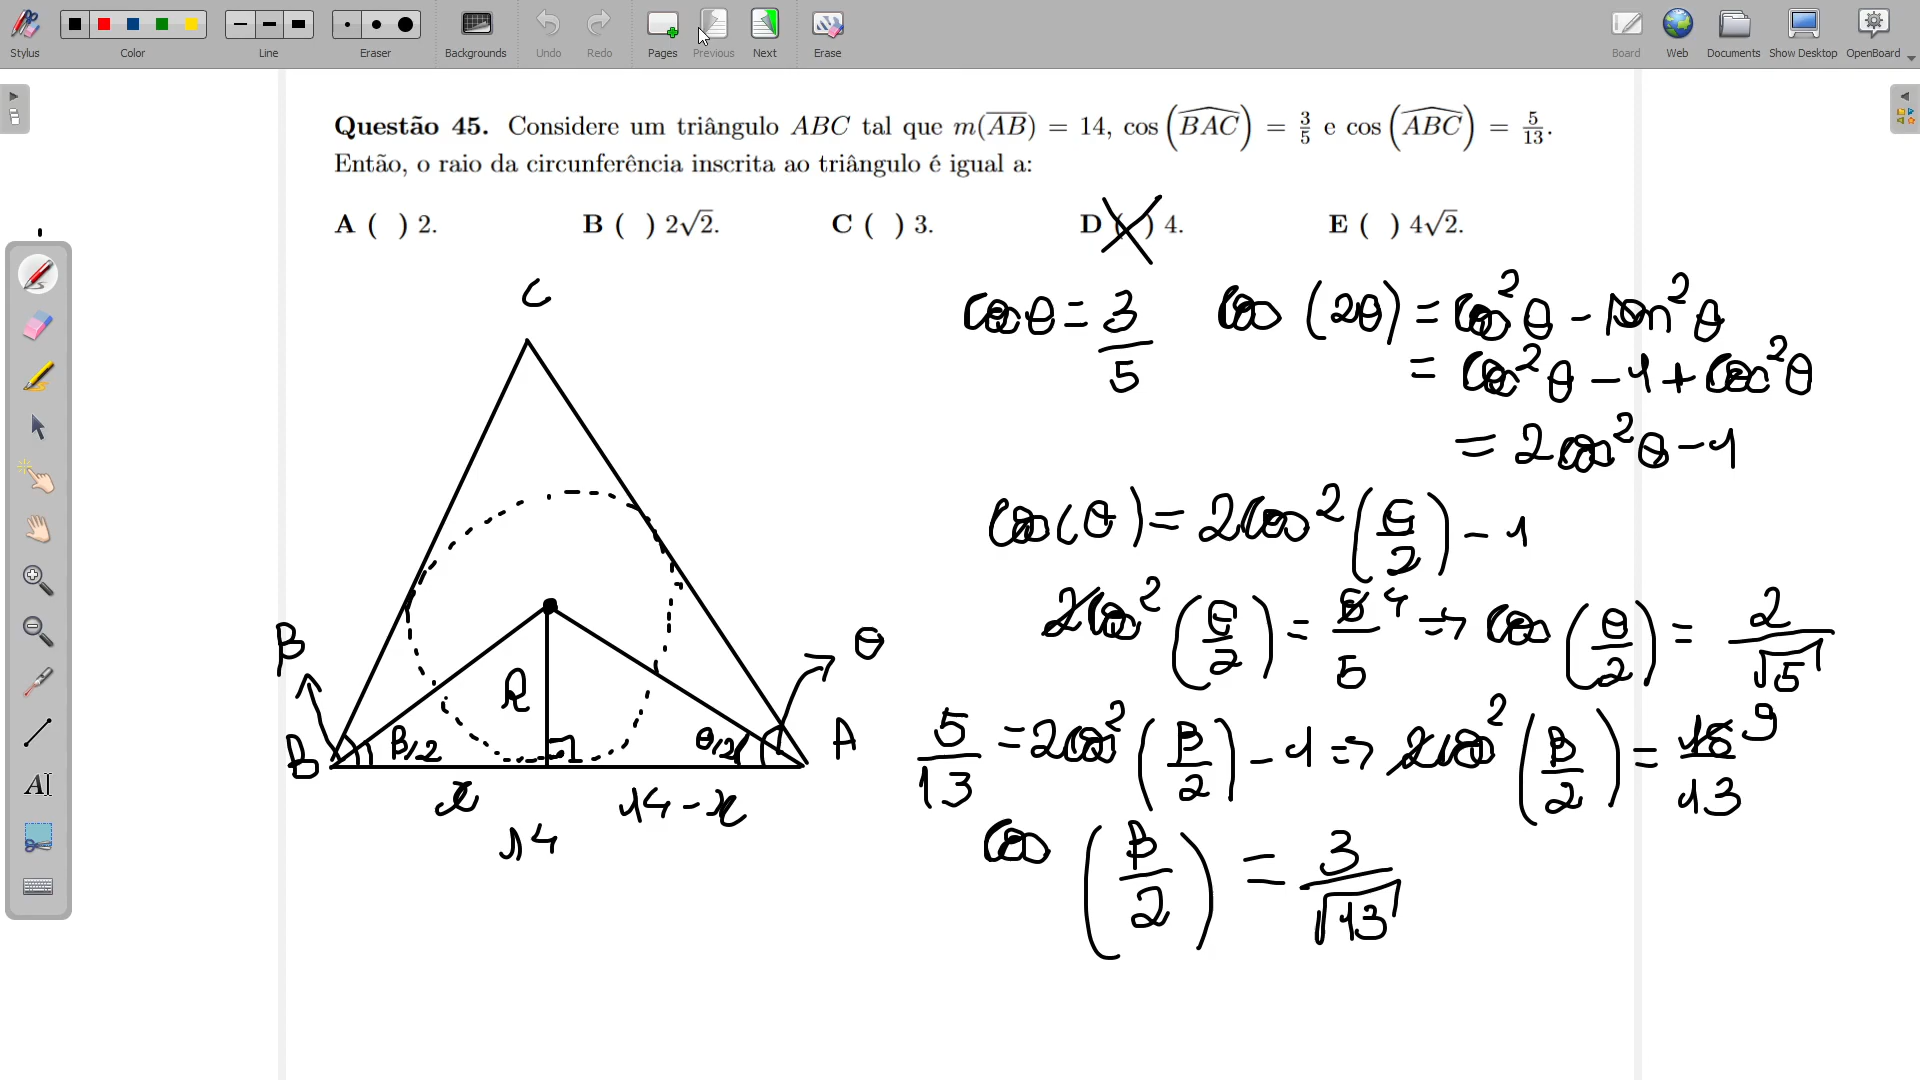 Stylus Color Line Eraser Backgrounds Undo Redo Pages Previous Next Erase Board Web Documents Show Desktop OpenBoard
Questão 45. Considere um triângulo ABC tal que m(AB) = 14, cos (BAC) = 3/5 e cos (ABC) = 5/13.
Então, o raio da circunferência inscrita ao triângulo é igual a:
A ( ) 2. B ( ) 2√2. C ( ) 3. D ( ) 4. E ( ) 4√2.
C
cos θ = 3/5 cos (2θ) = cos²θ - sen²θ
= cos²θ - 1 + cos²θ
= 2cos²θ - 1
cos(θ) = 2cos²(θ/2) - 1
2cos²(θ/2) = 8/5 4 => cos(θ/2) = 2/√5
β θ
R
B β/2 θ/2 A
5/13 = 2cos²(β/2) - 1 => 2cos²(β/2) = 18/13 9
x 14-x
14
cos(β/2) = 3/√13